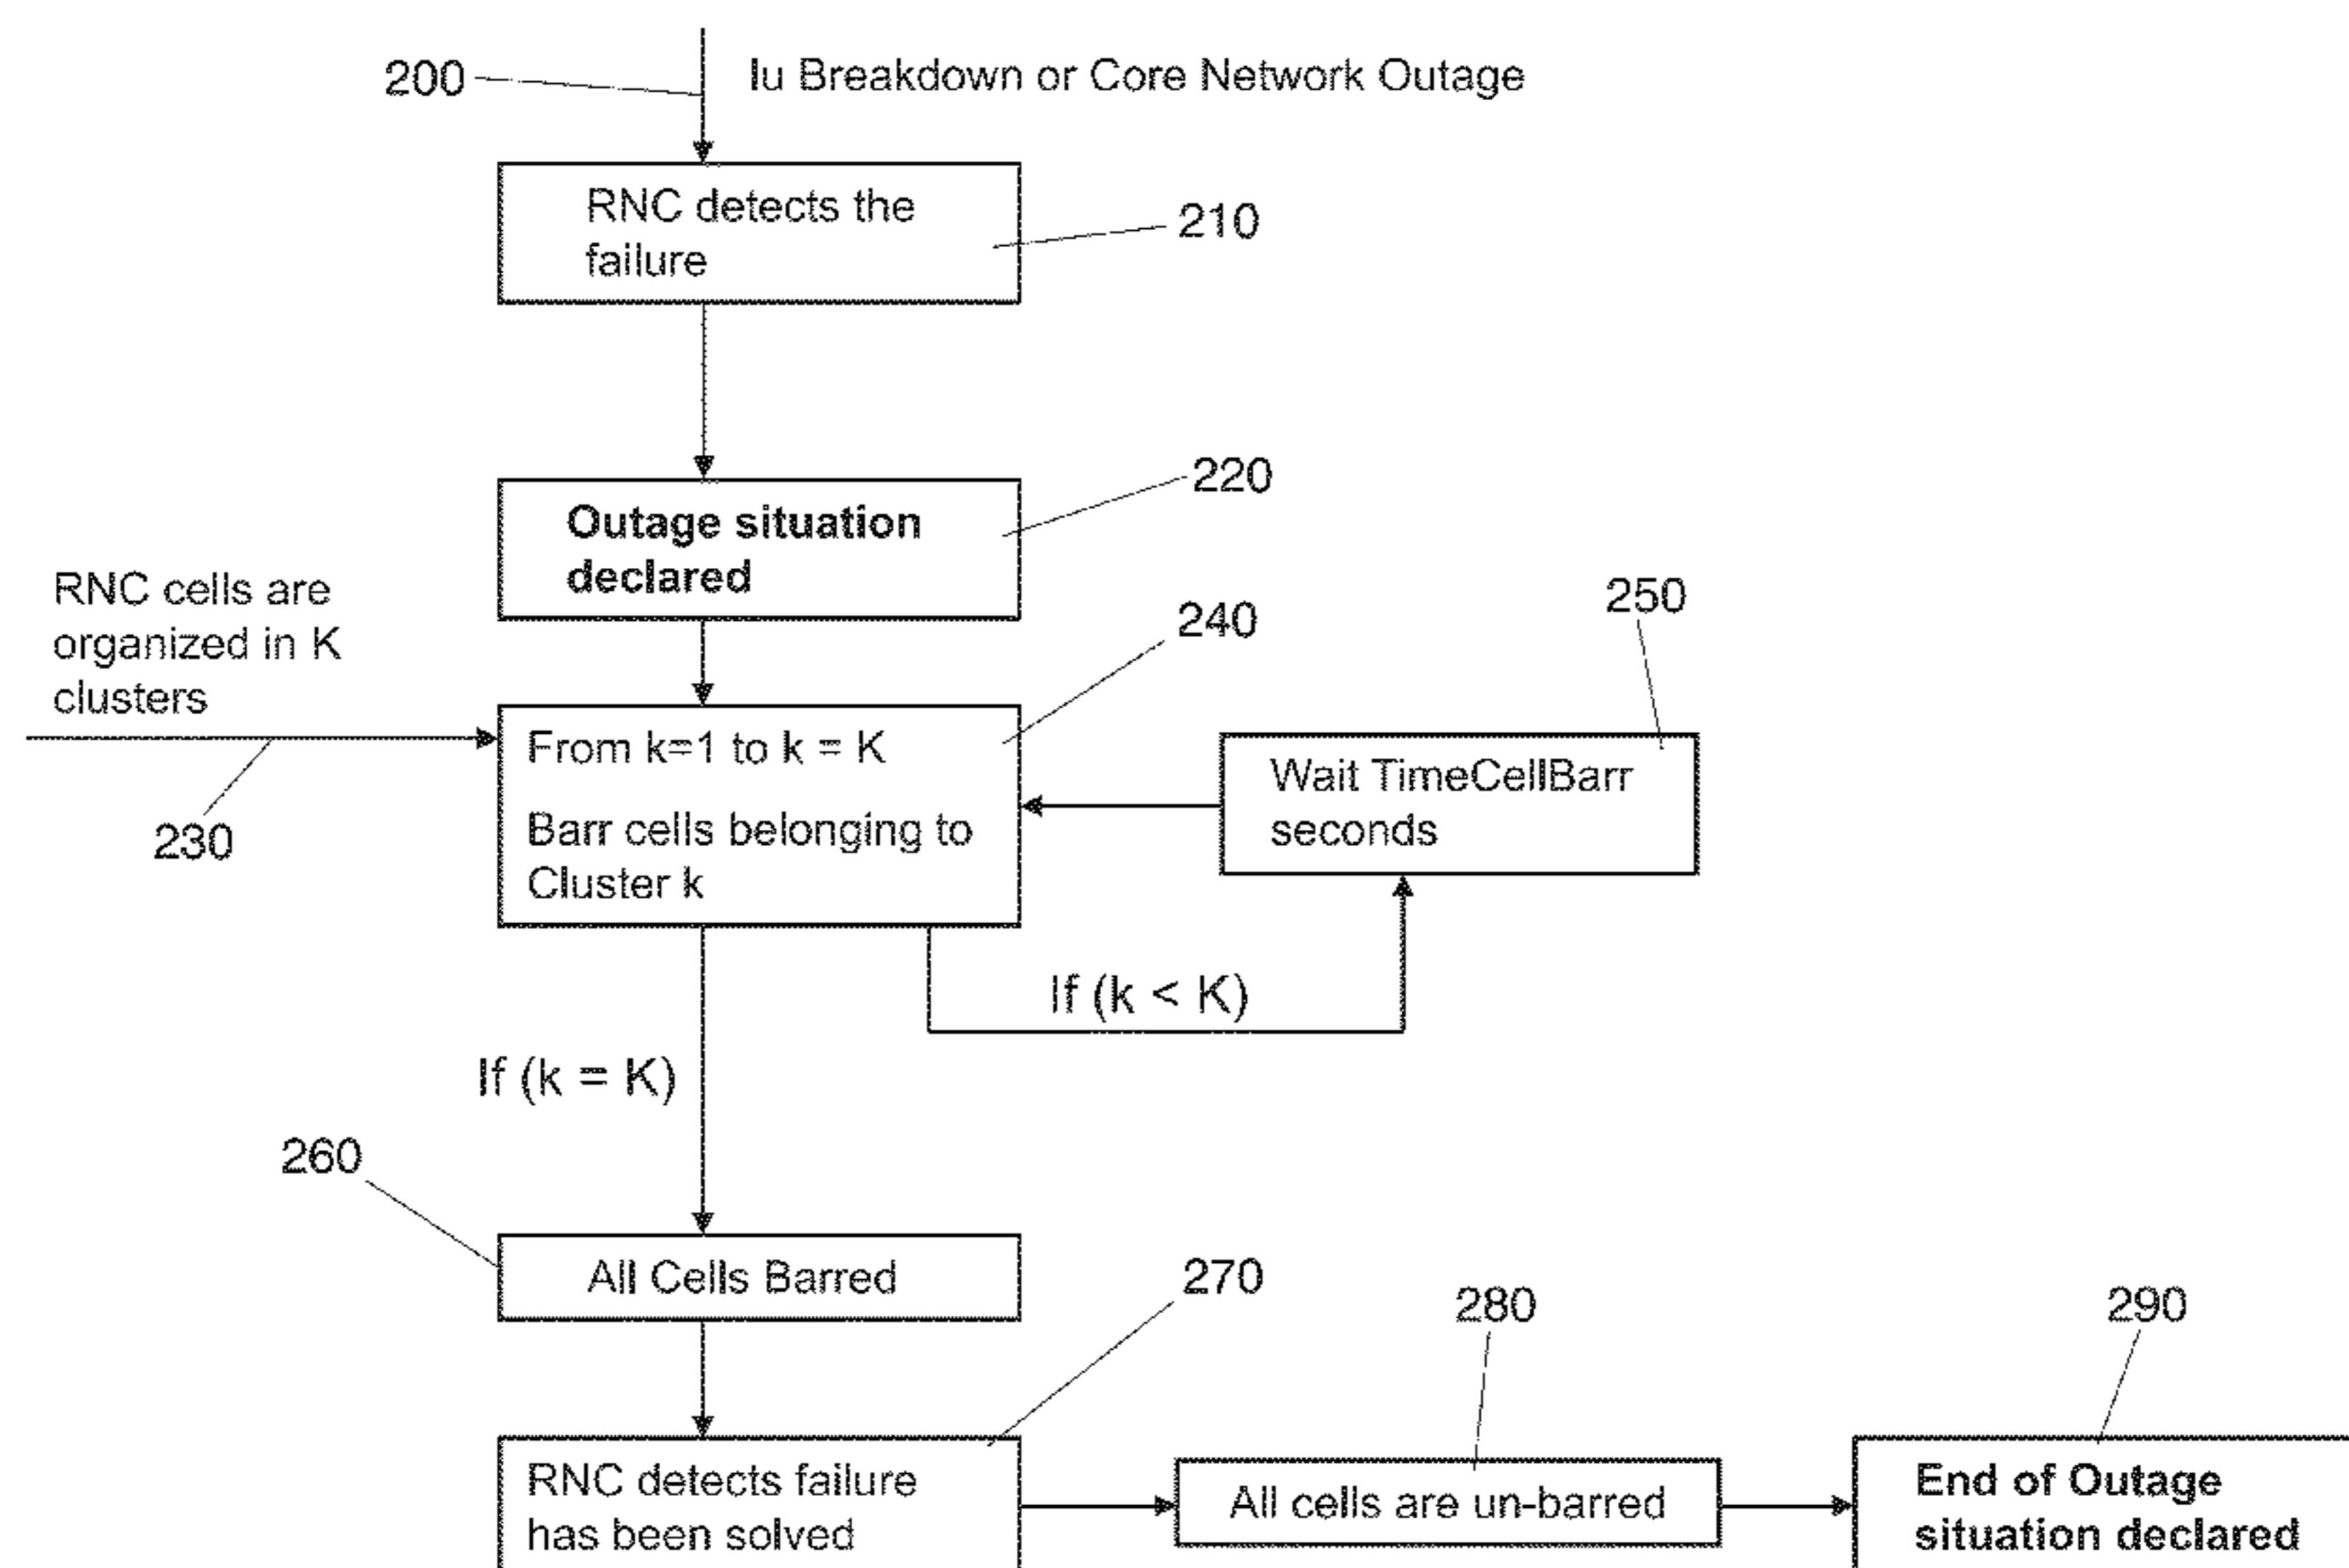 200
Iu Breakdown or Core Network Outage
RNC detects the
failure
210
220
Outage situation
declared
RNC cells are
organized in K
clusters
230
240
250
From k=1 to k = K
Barr cells belonging to
Cluster k
Wait TimeCellBarr
seconds
If (k < K)
If (k = K)
260
All Cells Barred
270
280
290
RNC detects failure
has been solved
All cells are un-barred
End of Outage
situation declared